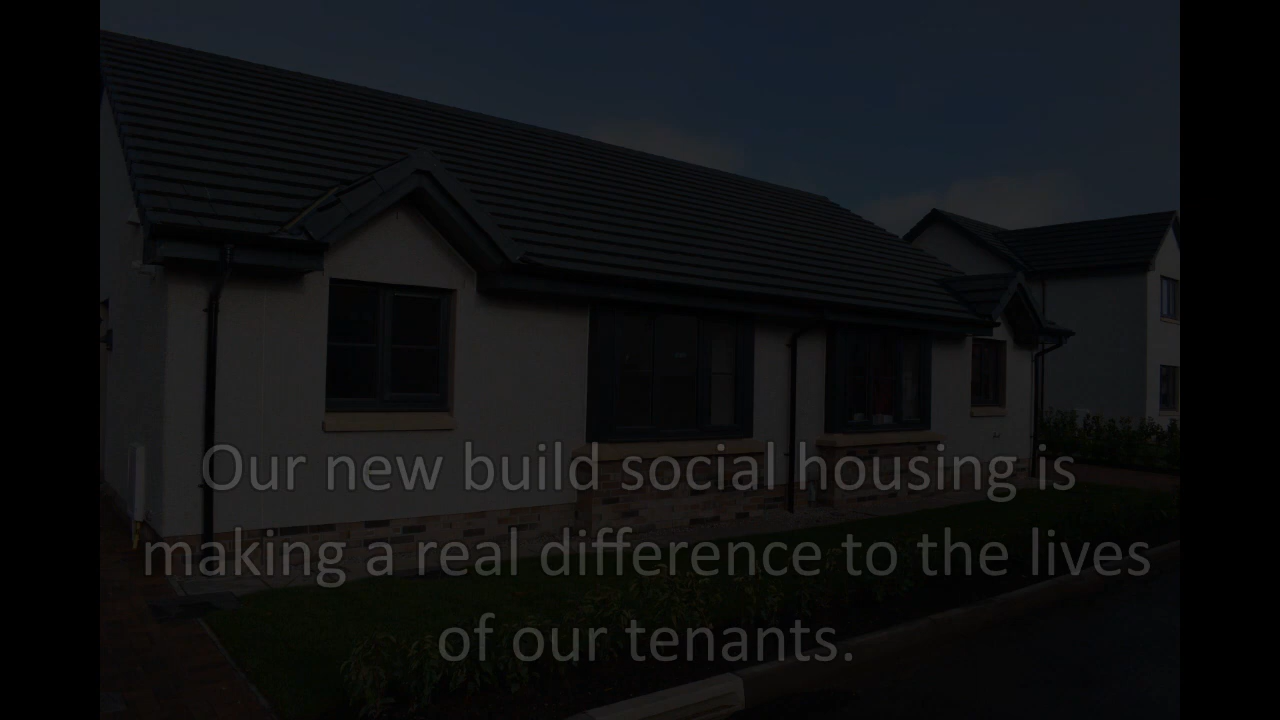 Our new build social housing is
making a real difference to the lives
of our tenants.